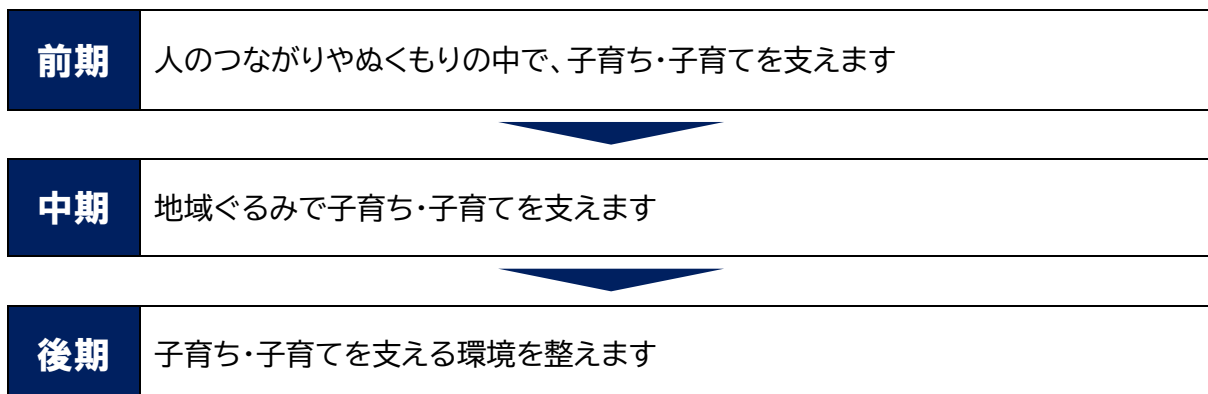 前期
人のつながりやぬくもりの中で、子育ち・子育てを支えます
中期
地域ぐるみで子育ち・子育てを支えます
後期
子育ち・子育てを支える環境を整えます